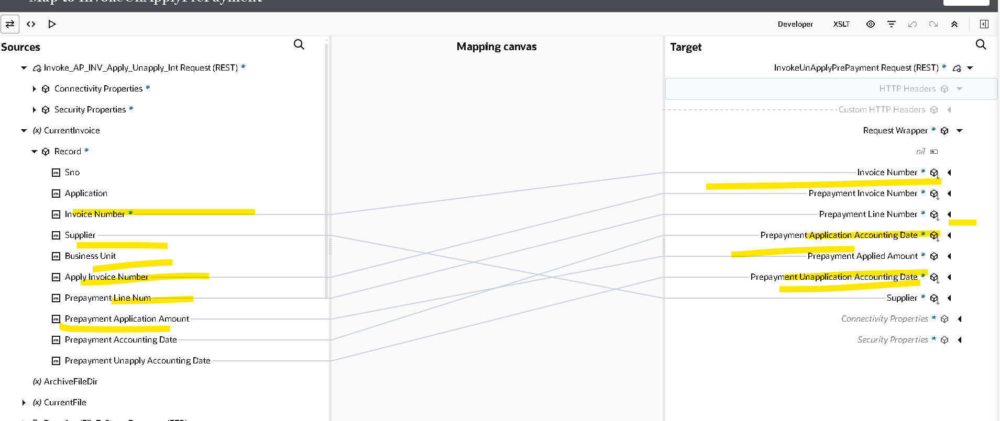 Map to InvokeUnApplyPrePayment
Developer XSLT
Sources
Invoke_AP_INV_Apply_Unapply_Int Request (REST) *
Connectivity Properties *
Security Properties *
(x) CurrentInvoice
Record *
Sno
Application
Invoice Number *
Supplier
Business Unit
Apply Invoice Number
Prepayment Line Num
Prepayment Application Amount
Prepayment Accounting Date
Prepayment Unapply Accounting Date
(x) ArchiveFileDir
(x) CurrentFile
Mapping canvas
Target
InvokeUnApplyPrePayment Request (REST) *
HTTP Headers
Custom HTTP Headers
Request Wrapper *
nil
Invoice Number *
Prepayment Invoice Number *
Prepayment Line Number *
Prepayment Application Accounting Date *
Prepayment Applied Amount *
Prepayment Unapplication Accounting Date *
Supplier *
Connectivity Properties *
Security Properties *